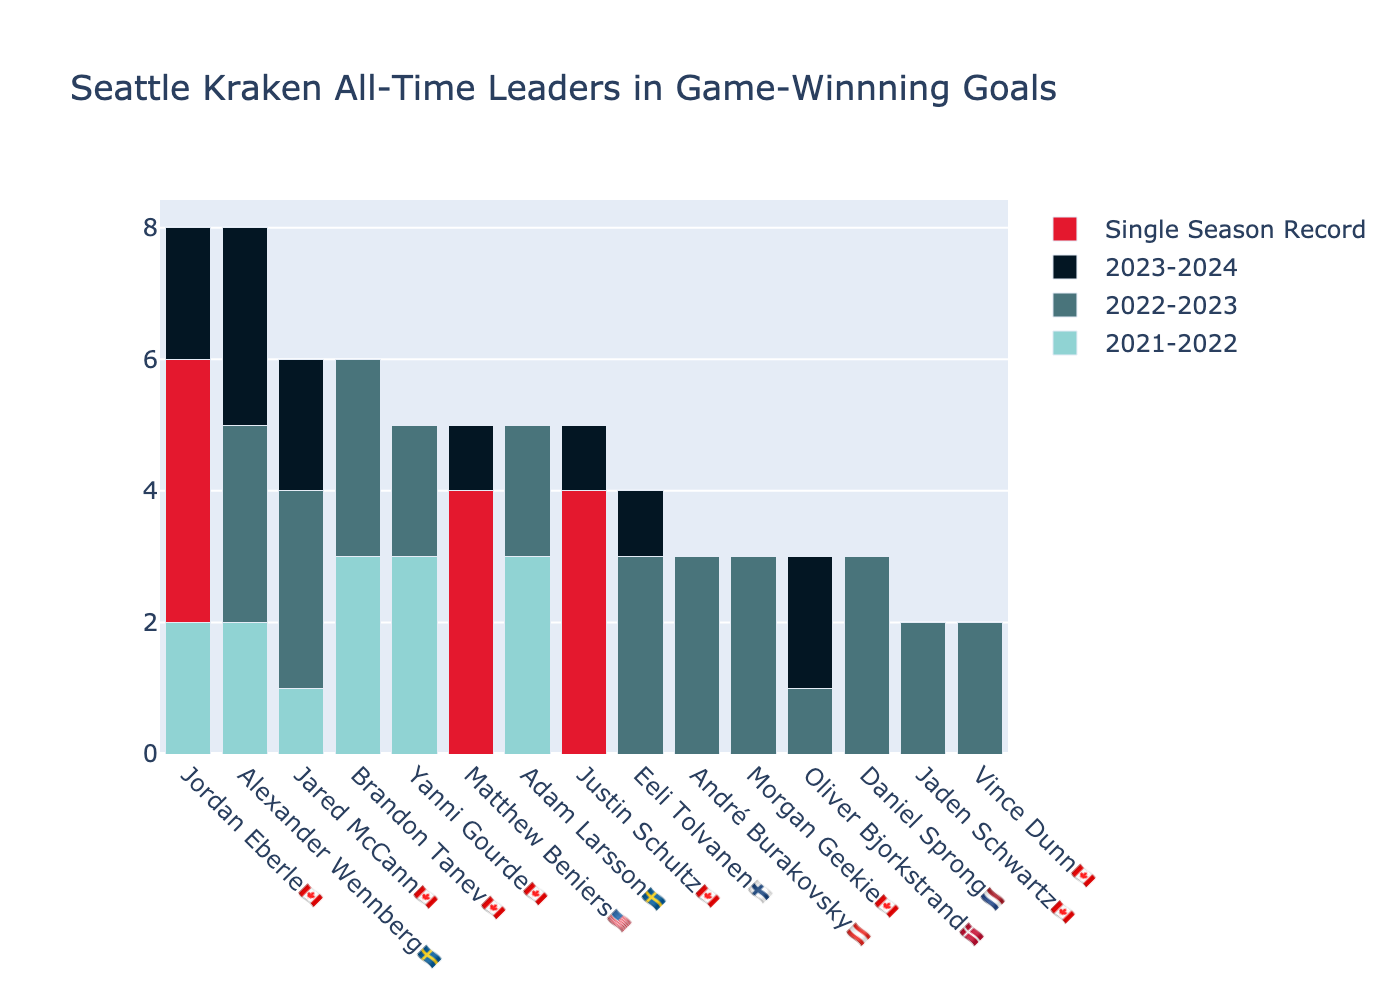 Seattle Kraken All-Time Leaders in Game-Winnning Goals
8
6
4
2
0
Single Season Record
2023-2024
2022-2023
2021-2022
Jordan Eberle🇨🇦
Alexander Wennberg🇸🇪
Jared McCann🇨🇦
Brandon Tanev🇨🇦
Yanni Gourde🇨🇦
Matthew Beniers🇺🇸
Adam Larsson🇸🇪
Justin Schultz🇨🇦
Eeli Tolvanen🇫🇮
André Burakovsky🇦🇹
Morgan Geekie🇨🇦
Oliver Bjorkstrand🇩🇰
Daniel Sprong🇳🇱
Jaden Schwartz🇨🇦
Vince Dunn🇨🇦